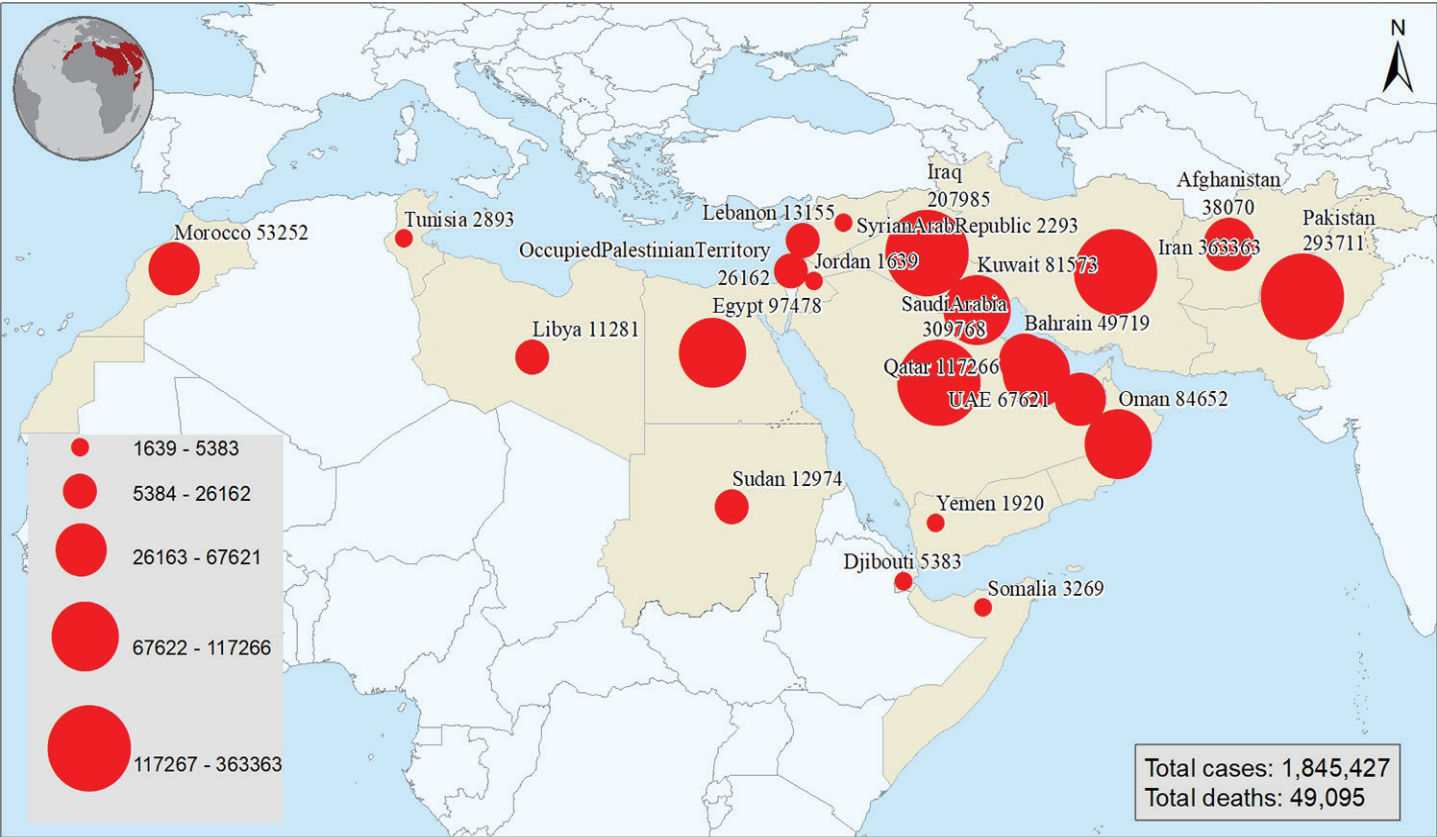 N
Iraq
207985
Afghanistan
38070
Pakistan
293711
Lebanon 13155
Tunisia 2893
SyrianArabRepublic 2293
Morocco 53252
Iran 363363
OccupiedPalestinianTerritory
26162
Jordan 1639
Kuwait 81573
Egypt 97478
SaudiArabia
309768
Bahrain 49719
Libya 11281
Qatar 117266
UAE 67621
Oman 84652
Sudan 12974
Yemen 1920
Djibouti 5383
Somalia 3269
1639 - 5383
5384 - 26162
26163 - 67621
67622 - 117266
117267 - 363363
Total cases: 1,845,427
Total deaths: 49,095